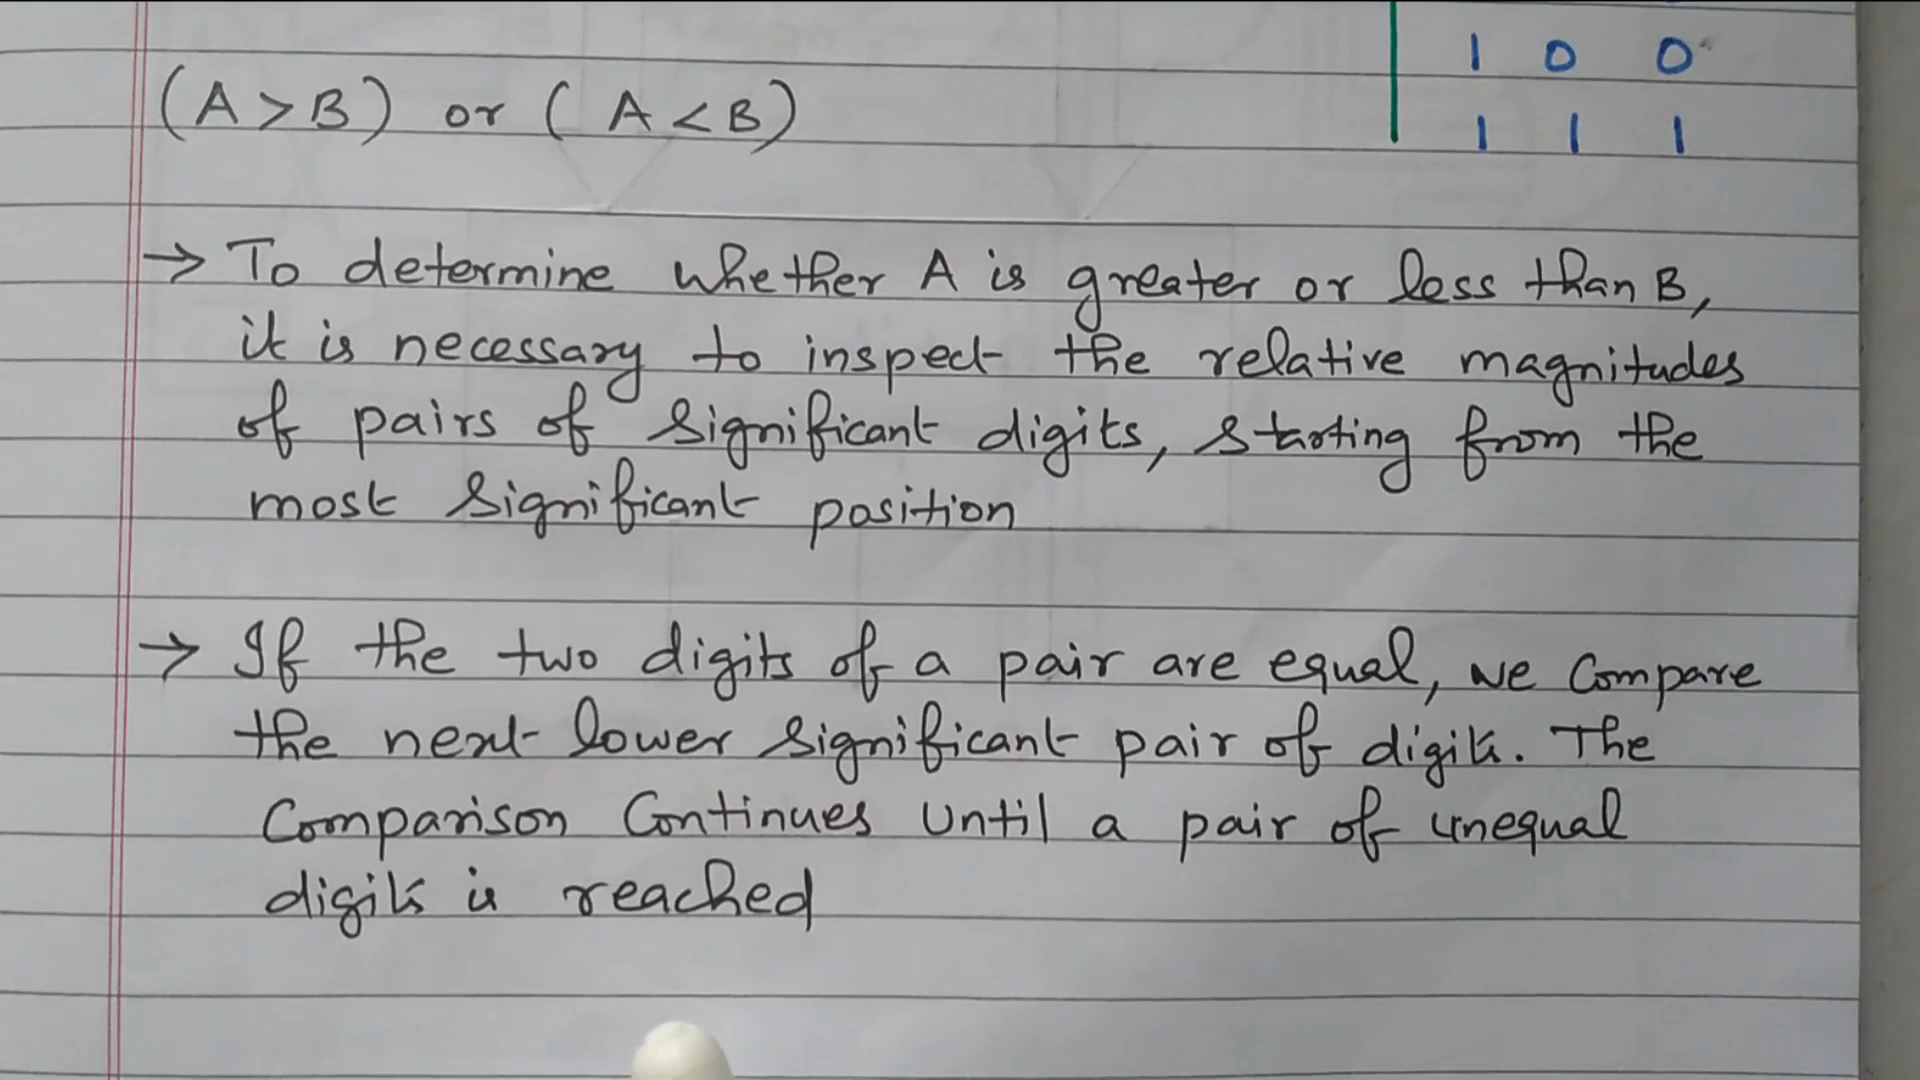 1 0 0
(A>B) or (A<B)
1 1 1
→ To determine whether A is greater or less than B,
it is necessary to inspect the relative magnitudes
of pairs of significant digits, starting from the
most significant position
→ If the two digits of a pair are equal, we compare
the next lower significant pair of digits. The
Comparison Continues until a pair of unequal
digits is reached